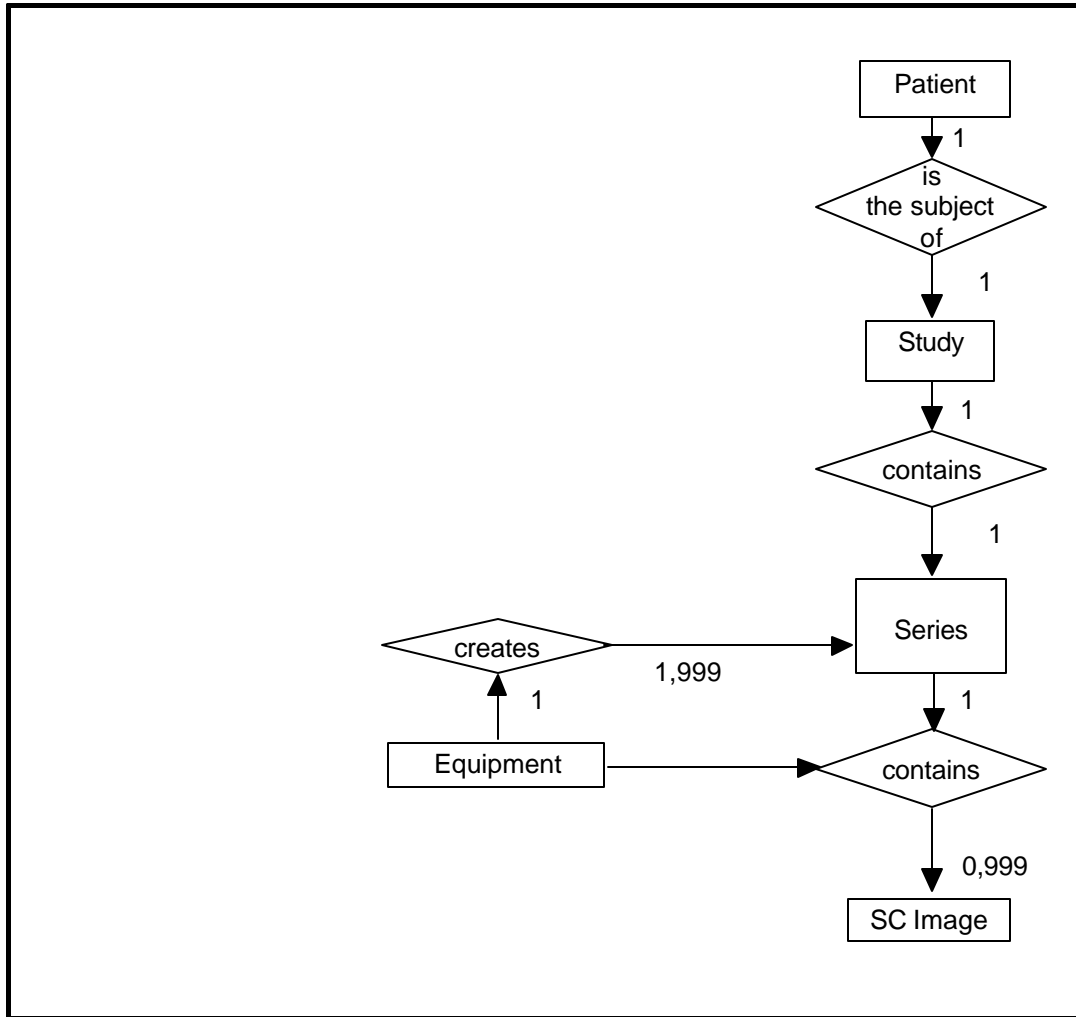 Patient
1
is
the subject
of
1
Study
1
contains
1
Series
creates
1,999
1
1
Equipment
contains
0,999
SC Image